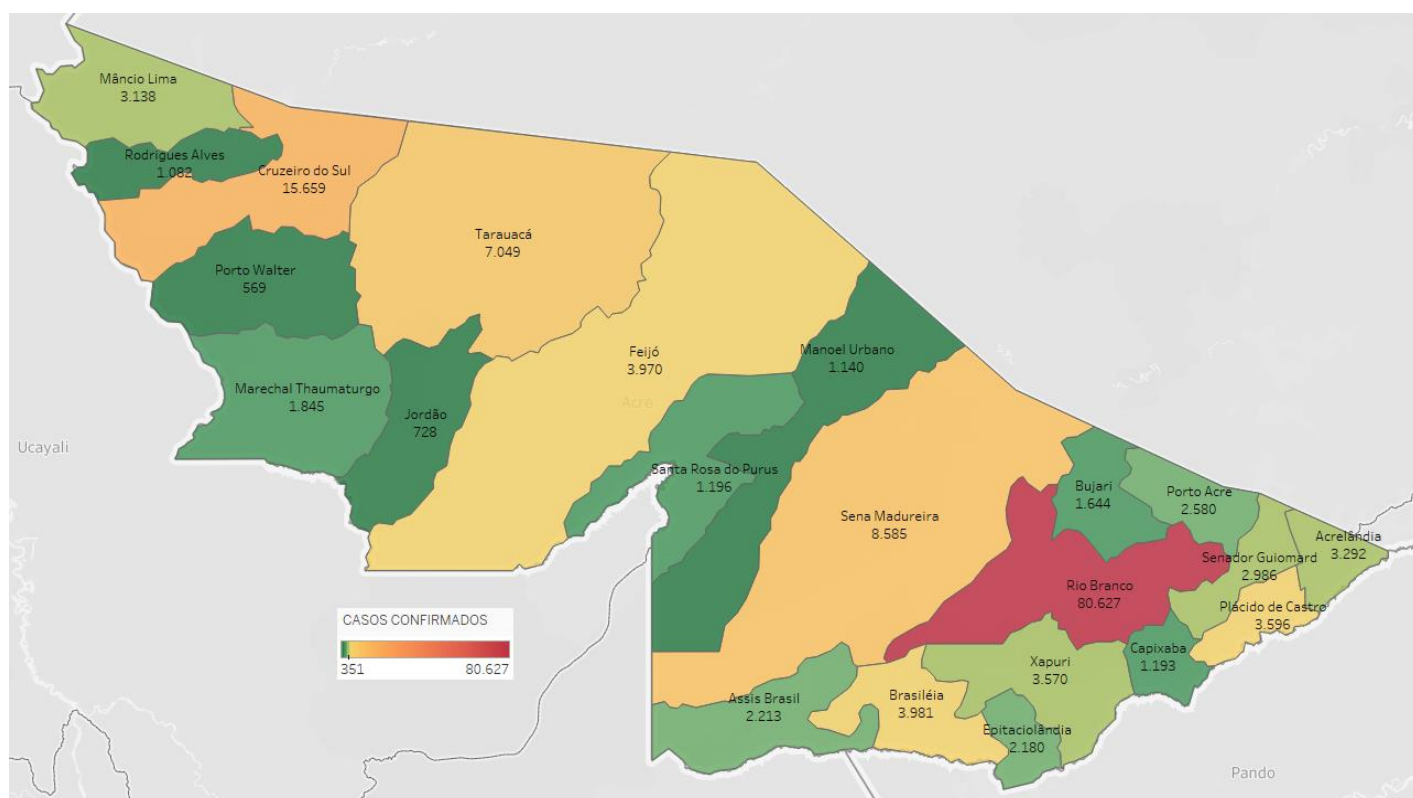 Mâncio Lima
3.138
Rodrigues Alves
1.082
Cruzeiro do Sul
15.659
Tarauacá
7.049
Porto Walter
569
Feijó
3.970
Manoel Urbano
1.140
Marechal Thaumaturgo
1.845
Jordão
728
Acre
Ucayali
Santa Rosa do Purus
1.196
Sena Madureira
8.585
Bujari
1.644
Porto Acre
2.580
Acrelândia
3.292
Senador Guiomard
2.986
Rio Branco
80.627
Plácido de Castro
3.596
CASOS CONFIRMADOS
351 80.627
Capixaba
1.193
Xapuri
3.570
Assis Brasil
2.213
Brasiléia
3.981
Epitaciolândia
2.180
Pando